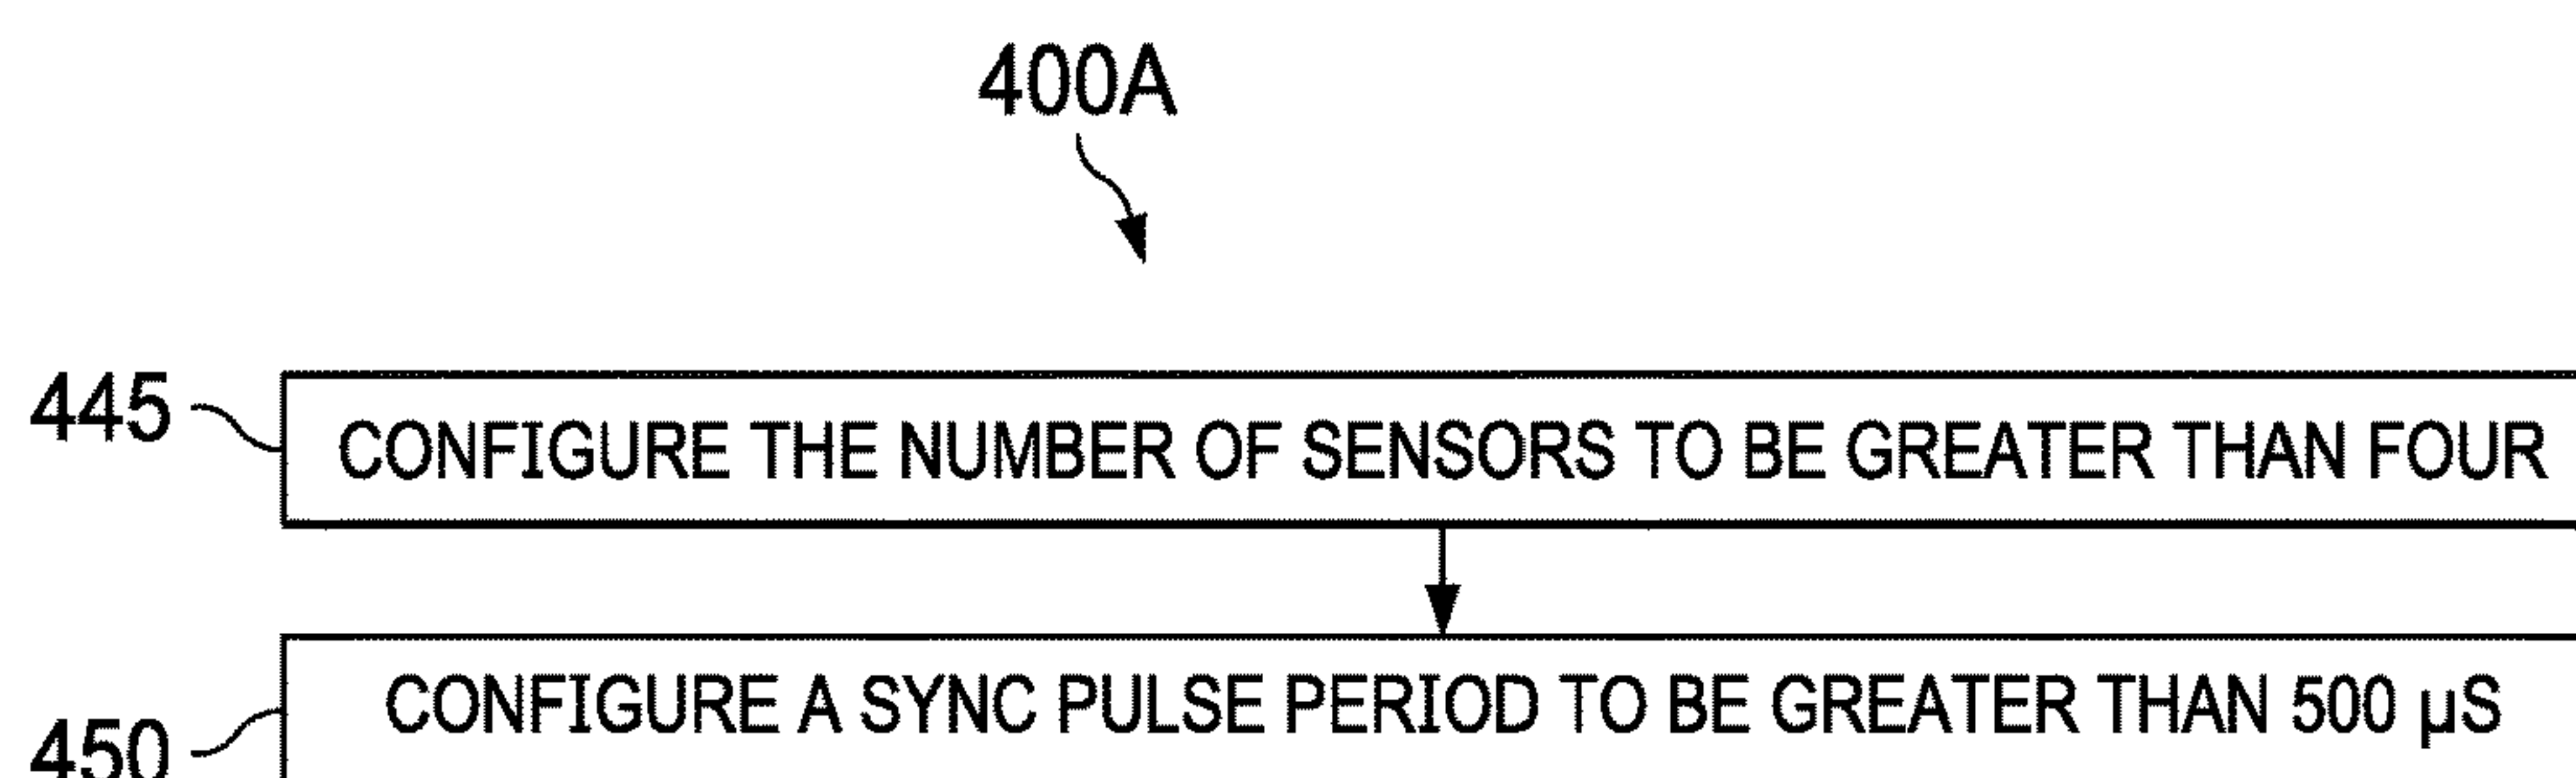 400A
445
CONFIGURE THE NUMBER OF SENSORS TO BE GREATER THAN FOUR
450
CONFIGURE A SYNC PULSE PERIOD TO BE GREATER THAN 500 µS